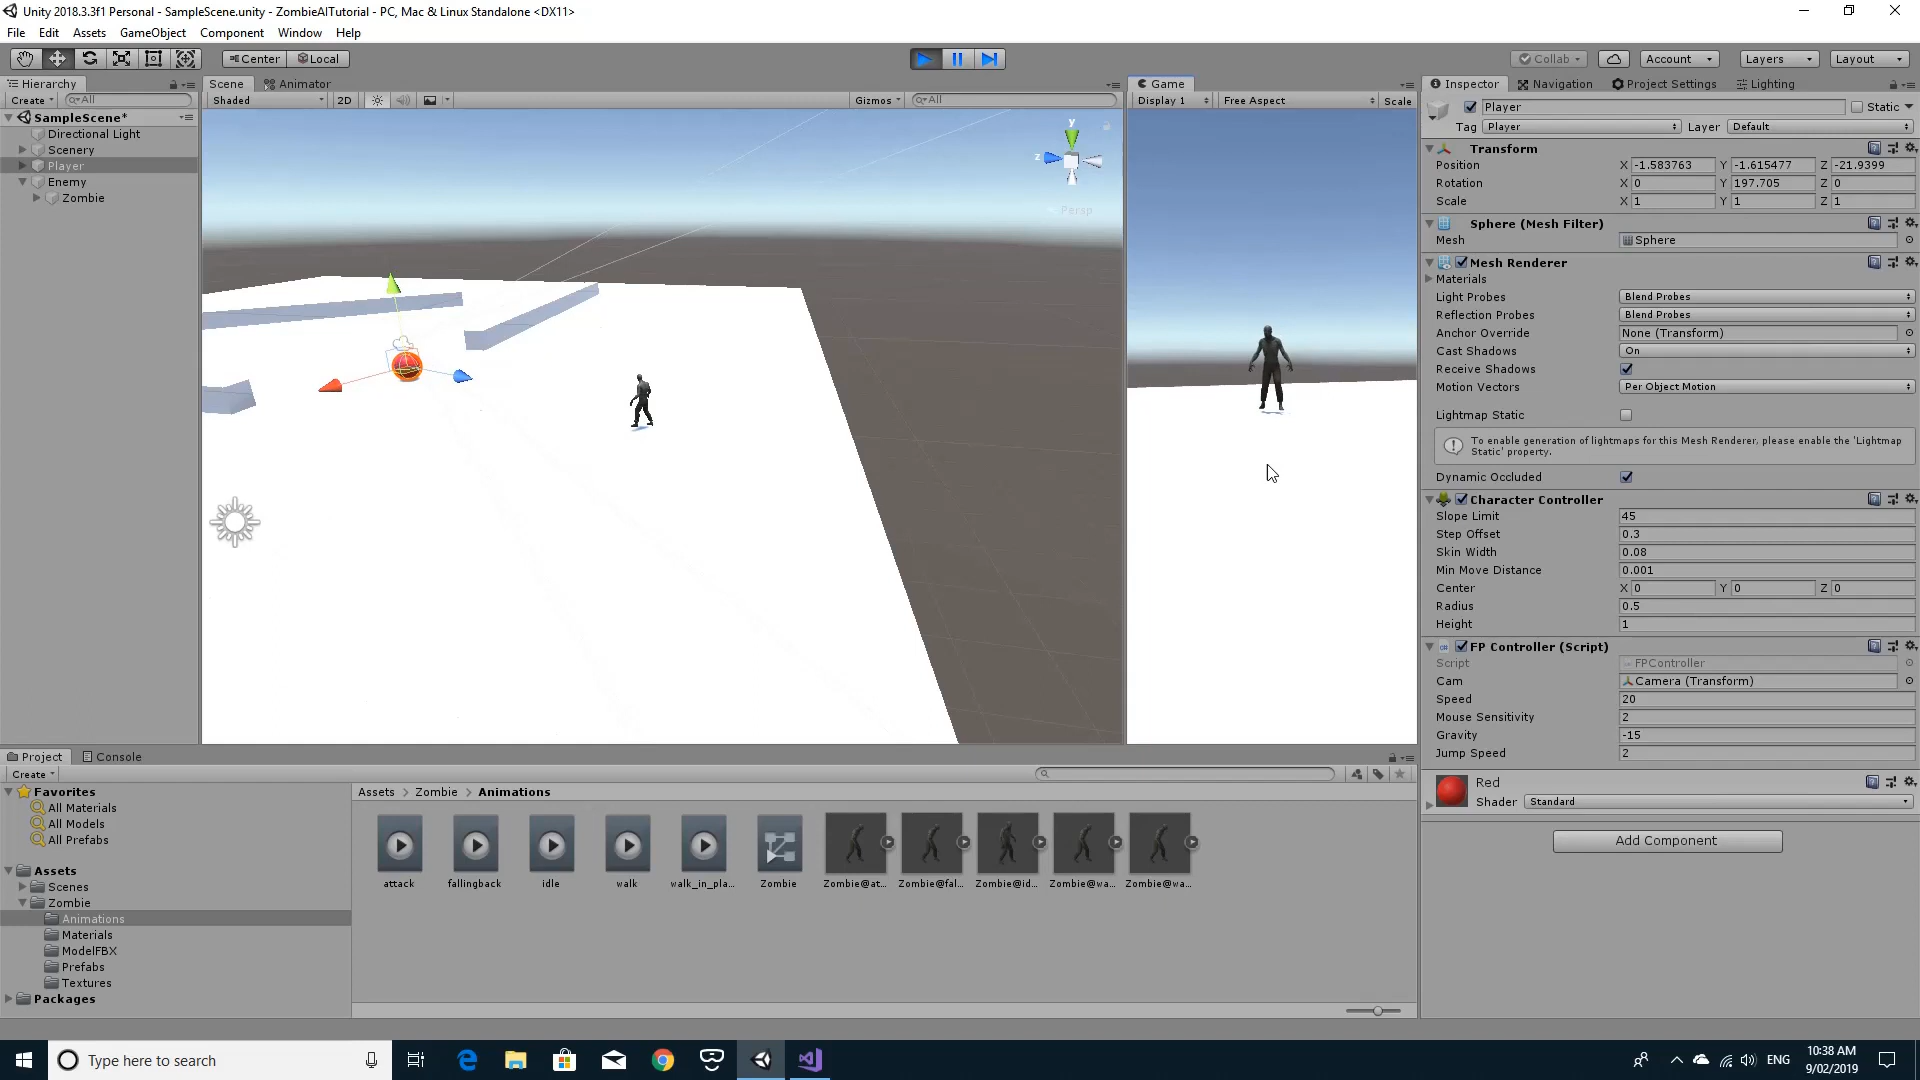 Unity 2018.3.3f1 Personal - SampleScene.unity - ZombieAITutorial - PC, Mac & Linux Standalone <DX11>
File Edit Assets GameObject Component Window Help
Center Local Collab Account Layers Layout
Hierarchy
Create All
SampleScene*
Directional Light
Scenery
Player
Enemy
Zombie
Scene Animator
Shaded 2D Gizmos All
y
z
Persp
Game
Display 1 Free Aspect Scale
Inspector Navigation Project Settings Lighting
Player Static
Tag Player Layer Default
Transform
Position X -1.583763 Y -1.615477 Z -21.9399
Rotation X 0 Y 197.705 Z 0
Scale X 1 Y 1 Z 1
Sphere (Mesh Filter)
Mesh Sphere
Mesh Renderer
Materials
Light Probes Blend Probes
Reflection Probes Blend Probes
Anchor Override None (Transform)
Cast Shadows On
Receive Shadows
Motion Vectors Per Object Motion
Lightmap Static
To enable generation of lightmaps for this Mesh Renderer, please enable the 'Lightmap
Static' property.
Dynamic Occluded
Character Controller
Slope Limit 45
Step Offset 0.3
Skin Width 0.08
Min Move Distance 0.001
Center X 0 Y 0 Z 0
Radius 0.5
Height 1
FP Controller (Script)
Script FPController
Cam Camera (Transform)
Speed 20
Mouse Sensitivity 2
Gravity -15
Jump Speed 2
Red
Shader Standard
Add Component
Project Console
Create
Favorites
All Materials
All Models
All Prefabs
Assets
Scenes
Zombie
Animations
Materials
ModelFBX
Prefabs
Textures
Packages
Assets > Zombie > Animations
attack fallingback idle walk walk_in_pla... Zombie Zombie@at... Zombie@fal... Zombie@id... Zombie@wa... Zombie@wa...
Type here to search
ENG
10:38 AM
9/02/2019